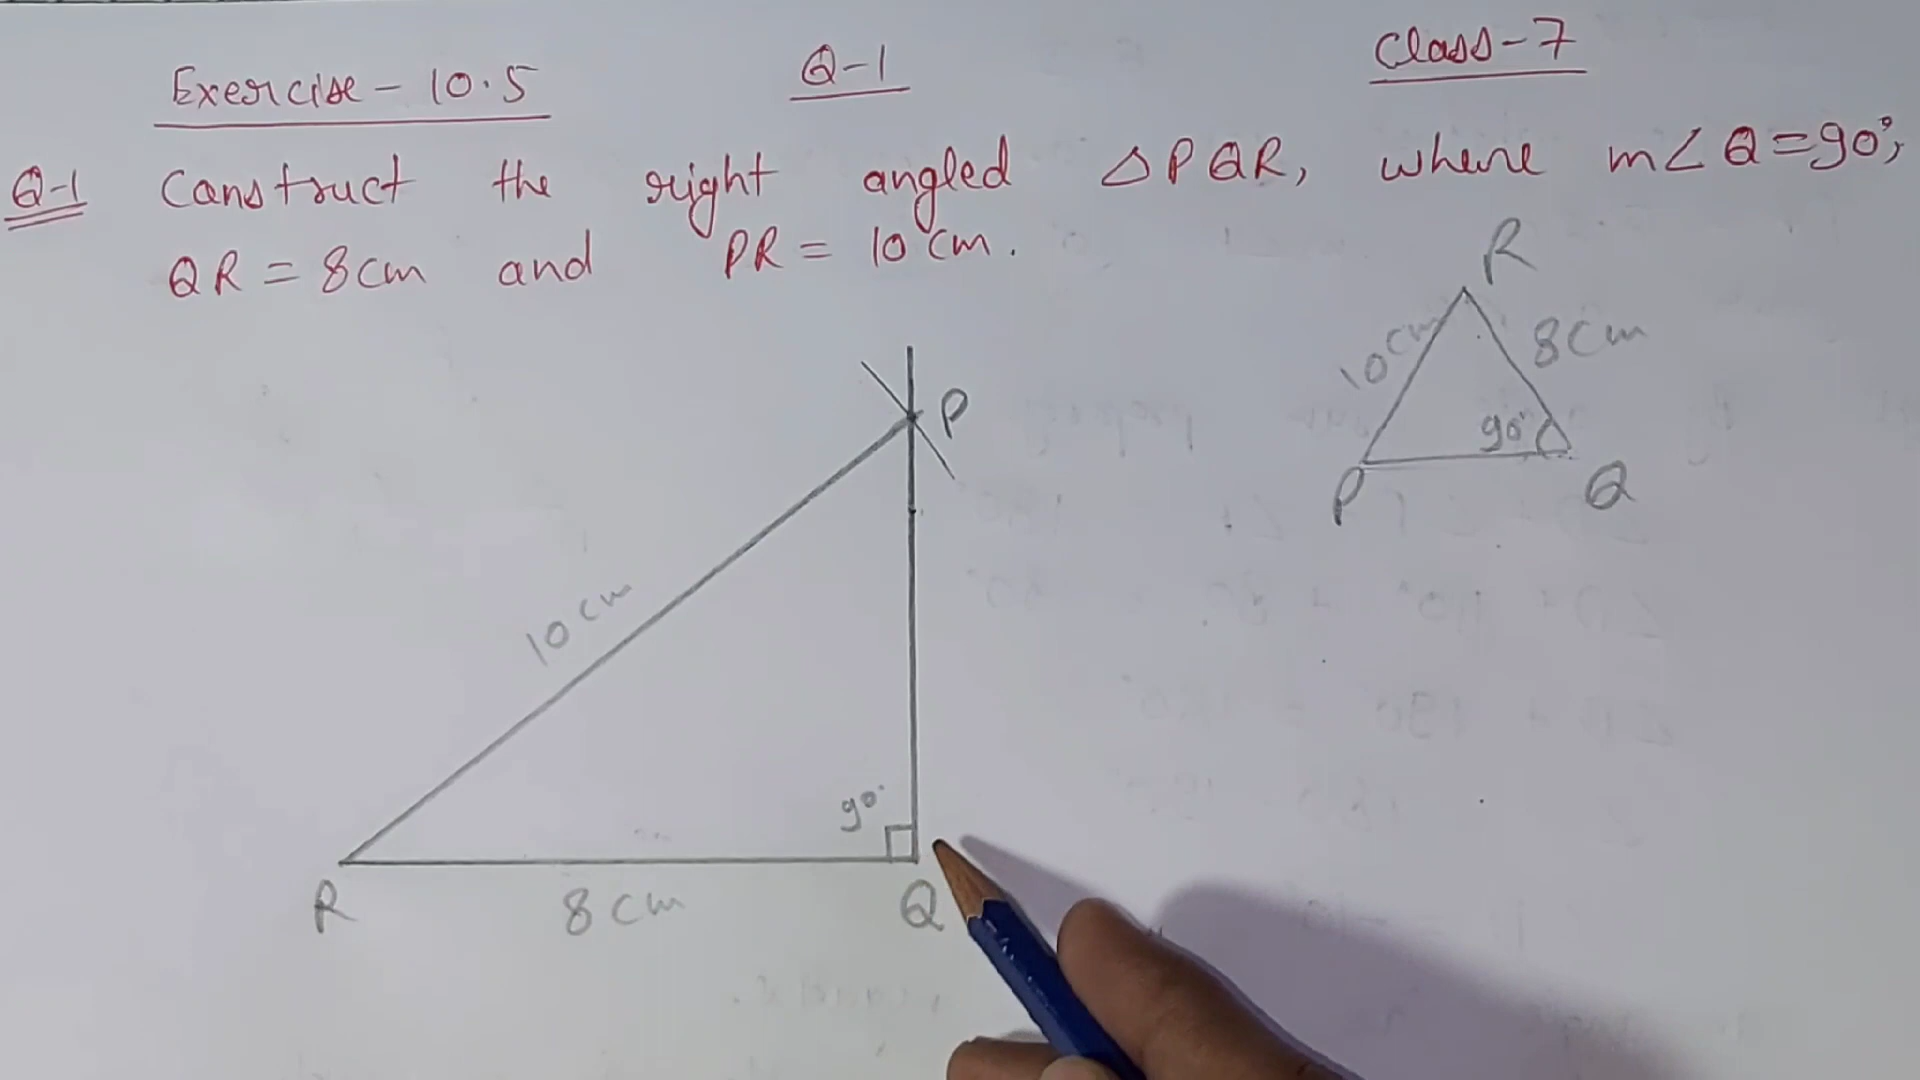 Exercise - 10.5
Q-1
Class-7
Q-1 Construct the right angled △PQR, where m∠Q=90°,
QR = 8cm and PR = 10 cm.
R
10cm
8cm
90°
P
Q
P
10 cm
90°
R
8 cm
Q